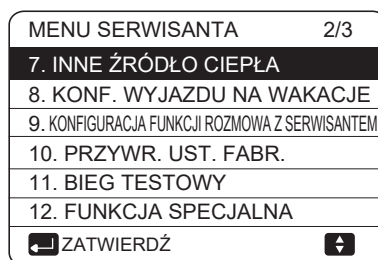 MENU SERWISANTA 2/3
7. INNE ŹRÓDŁO CIEPŁA
8. KONF. WYJAZDU NA WAKACJE
9. KONFIGURACJA FUNKCJI ROZMOWA Z SERWISANTEM
10. PRZYWR. UST. FABR.
11. BIEG TESTOWY
12. FUNKCJA SPECJALNA
ZATWIERDŹ